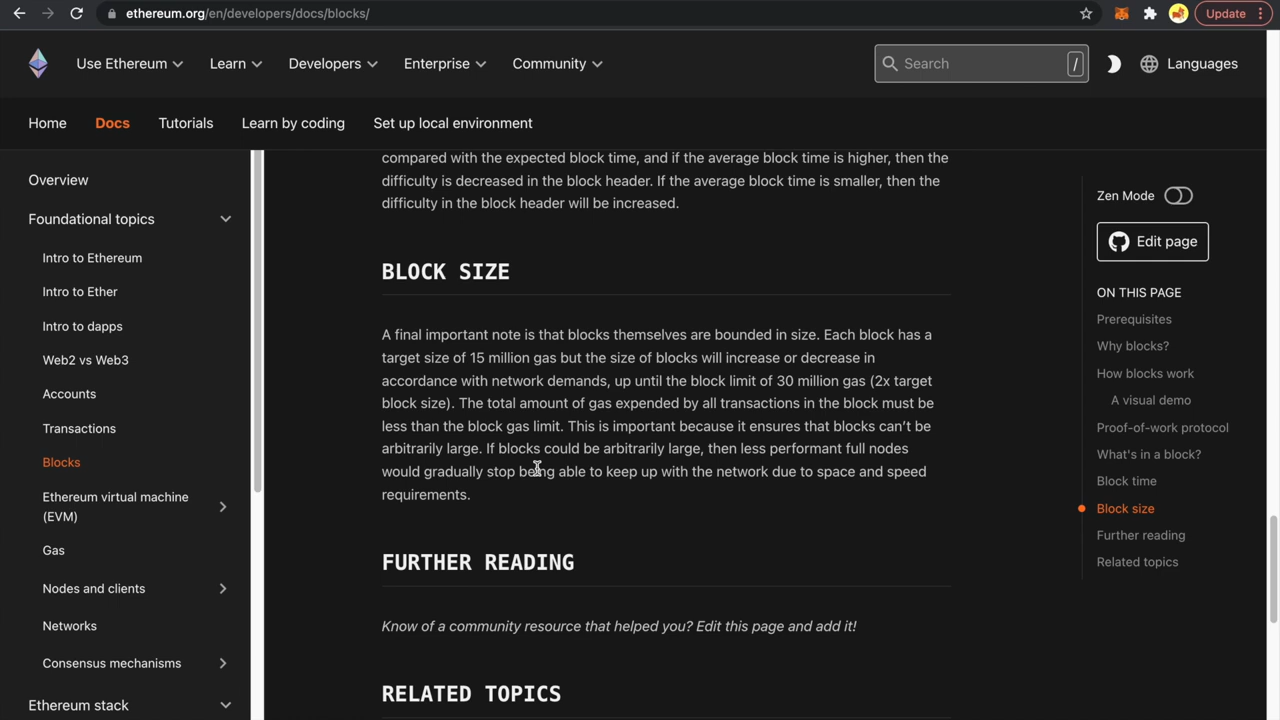 ethereum.org/en/developers/docs/blocks/
Update
Use Ethereum
Learn
Developers
Enterprise
Community
Search
/
Languages
Home
Docs
Tutorials
Learn by coding
Set up local environment
Overview
Foundational topics
Intro to Ethereum
Intro to Ether
Intro to dapps
Web2 vs Web3
Accounts
Transactions
Blocks
Ethereum virtual machine
(EVM)
Gas
Nodes and clients
Networks
Consensus mechanisms
Ethereum stack
compared with the expected block time, and if the average block time is higher, then the
difficulty is decreased in the block header. If the average block time is smaller, then the
difficulty in the block header will be increased.
BLOCK SIZE
A final important note is that blocks themselves are bounded in size. Each block has a
target size of 15 million gas but the size of blocks will increase or decrease in
accordance with network demands, up until the block limit of 30 million gas (2x target
block size). The total amount of gas expended by all transactions in the block must be
less than the block gas limit. This is important because it ensures that blocks can’t be
arbitrarily large. If blocks could be arbitrarily large, then less performant full nodes
would gradually stop being able to keep up with the network due to space and speed
requirements.
FURTHER READING
Know of a community resource that helped you? Edit this page and add it!
RELATED TOPICS
Zen Mode
Edit page
ON THIS PAGE
Prerequisites
Why blocks?
How blocks work
A visual demo
Proof-of-work protocol
What's in a block?
Block time
Block size
Further reading
Related topics